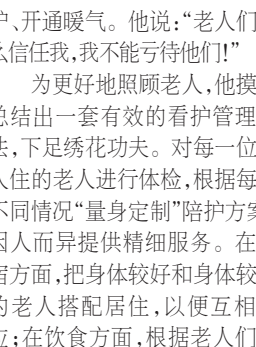 炉、开通暖气。他说:“老人们
么信任我,我不能亏待他们!”
为更好地照顾老人,他摸
总结出一套有效的看护管理
法,下足绣花功夫。对每一位
入住的老人进行体检,根据每
不同情况“量身定制”陪护方案
因人而异提供精细服务。在
宿方面,把身体较好和身体较
的老人搭配居住,以便互相
应;在饮食方面,根据老人们